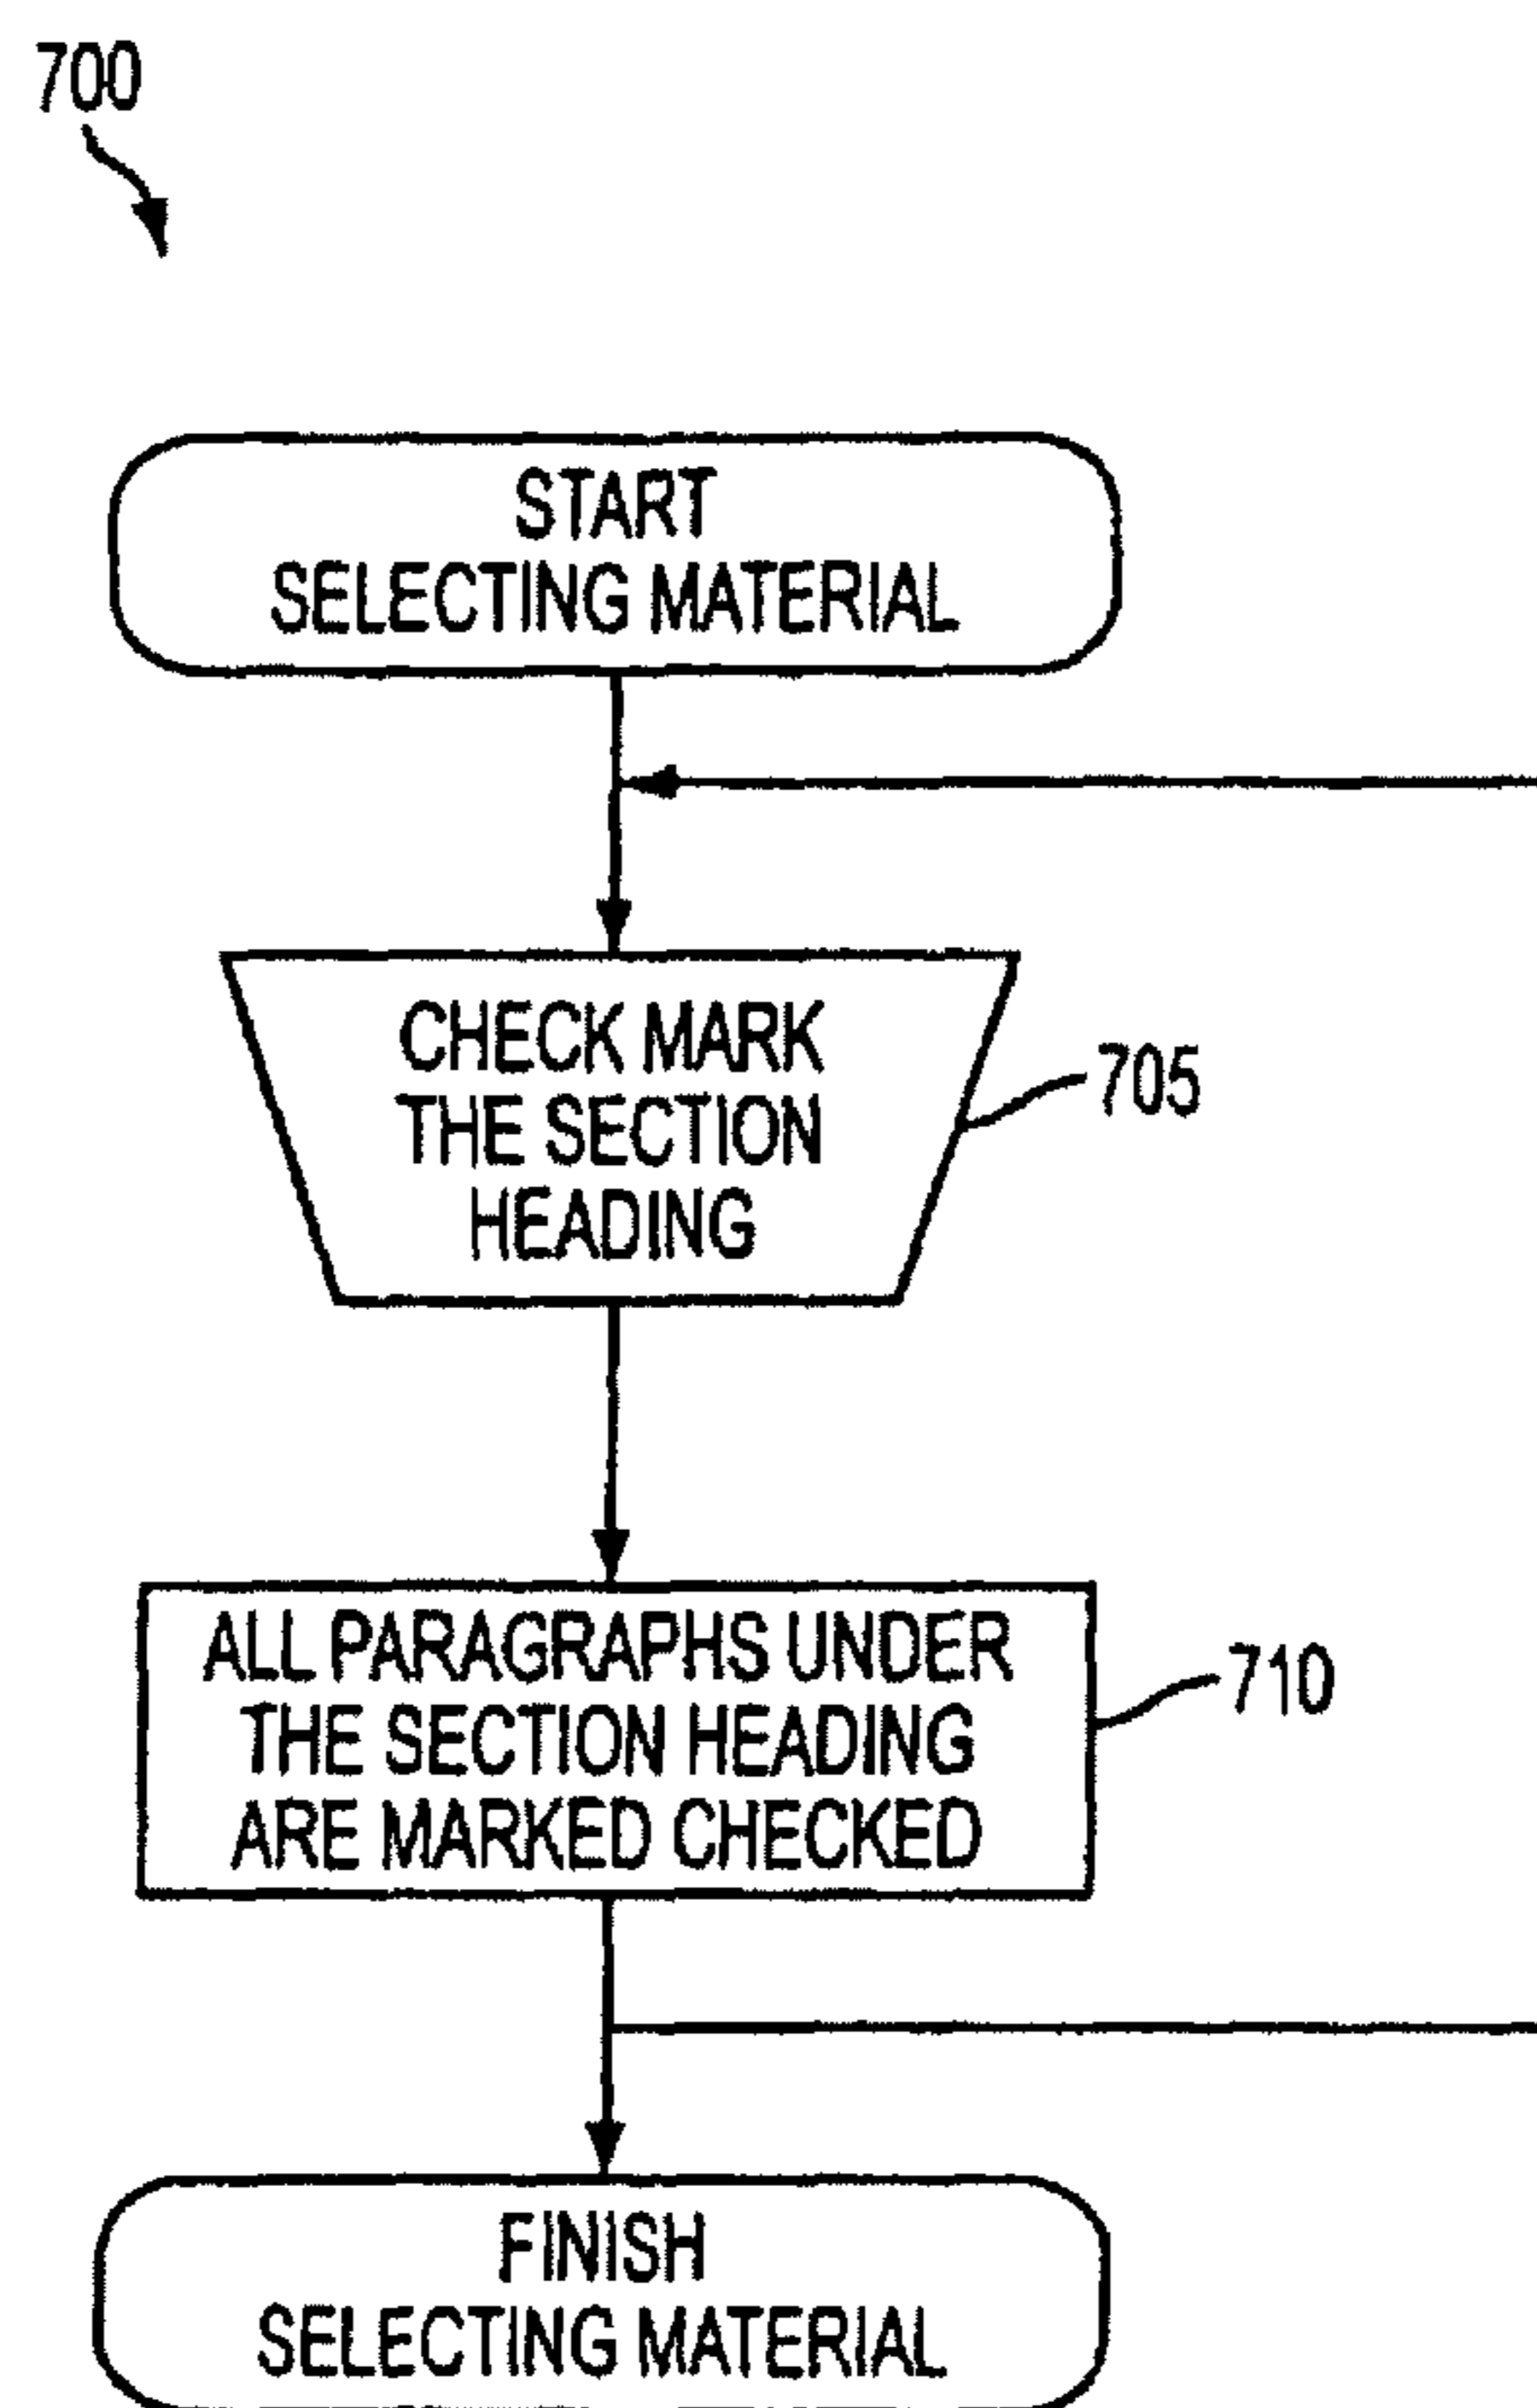 700
START
SELECTING MATERIAL
CHECK MARK
THE SECTION
HEADING
705
ALL PARAGRAPHS UNDER
THE SECTION HEADING
ARE MARKED CHECKED
710
FINISH
SELECTING MATERIAL